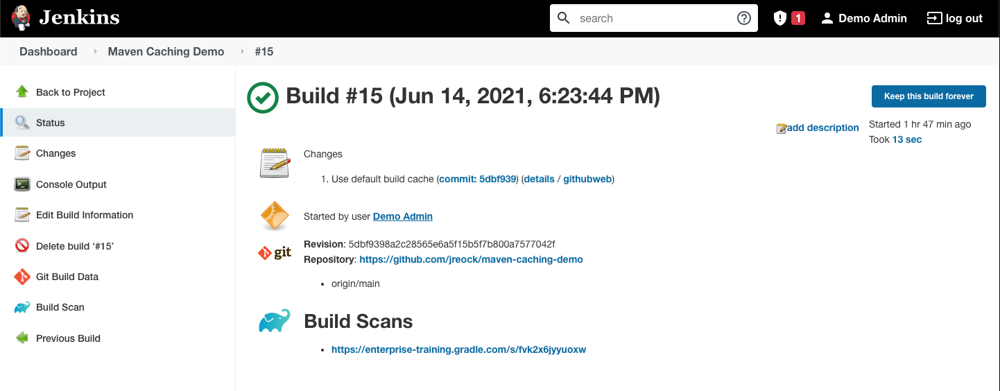 Jenkins
search
1
Demo Admin
log out
Dashboard
Maven Caching Demo
#15
Back to Project
Status
Changes
Console Output
Edit Build Information
Delete build ‘#15’
Git Build Data
Build Scan
Previous Build
Build #15 (Jun 14, 2021, 6:23:44 PM)
Keep this build forever
add description
Started 1 hr 47 min ago
Took 13 sec
Changes
1. Use default build cache (commit: 5dbf939) (details / githubweb)
Started by user Demo Admin
git
Revision: 5dbf9398a2c28565e6a5f15b5f7b800a7577042f
Repository: https://github.com/jreock/maven-caching-demo
origin/main
Build Scans
https://enterprise-training.gradle.com/s/fvk2x6jyyuoxw